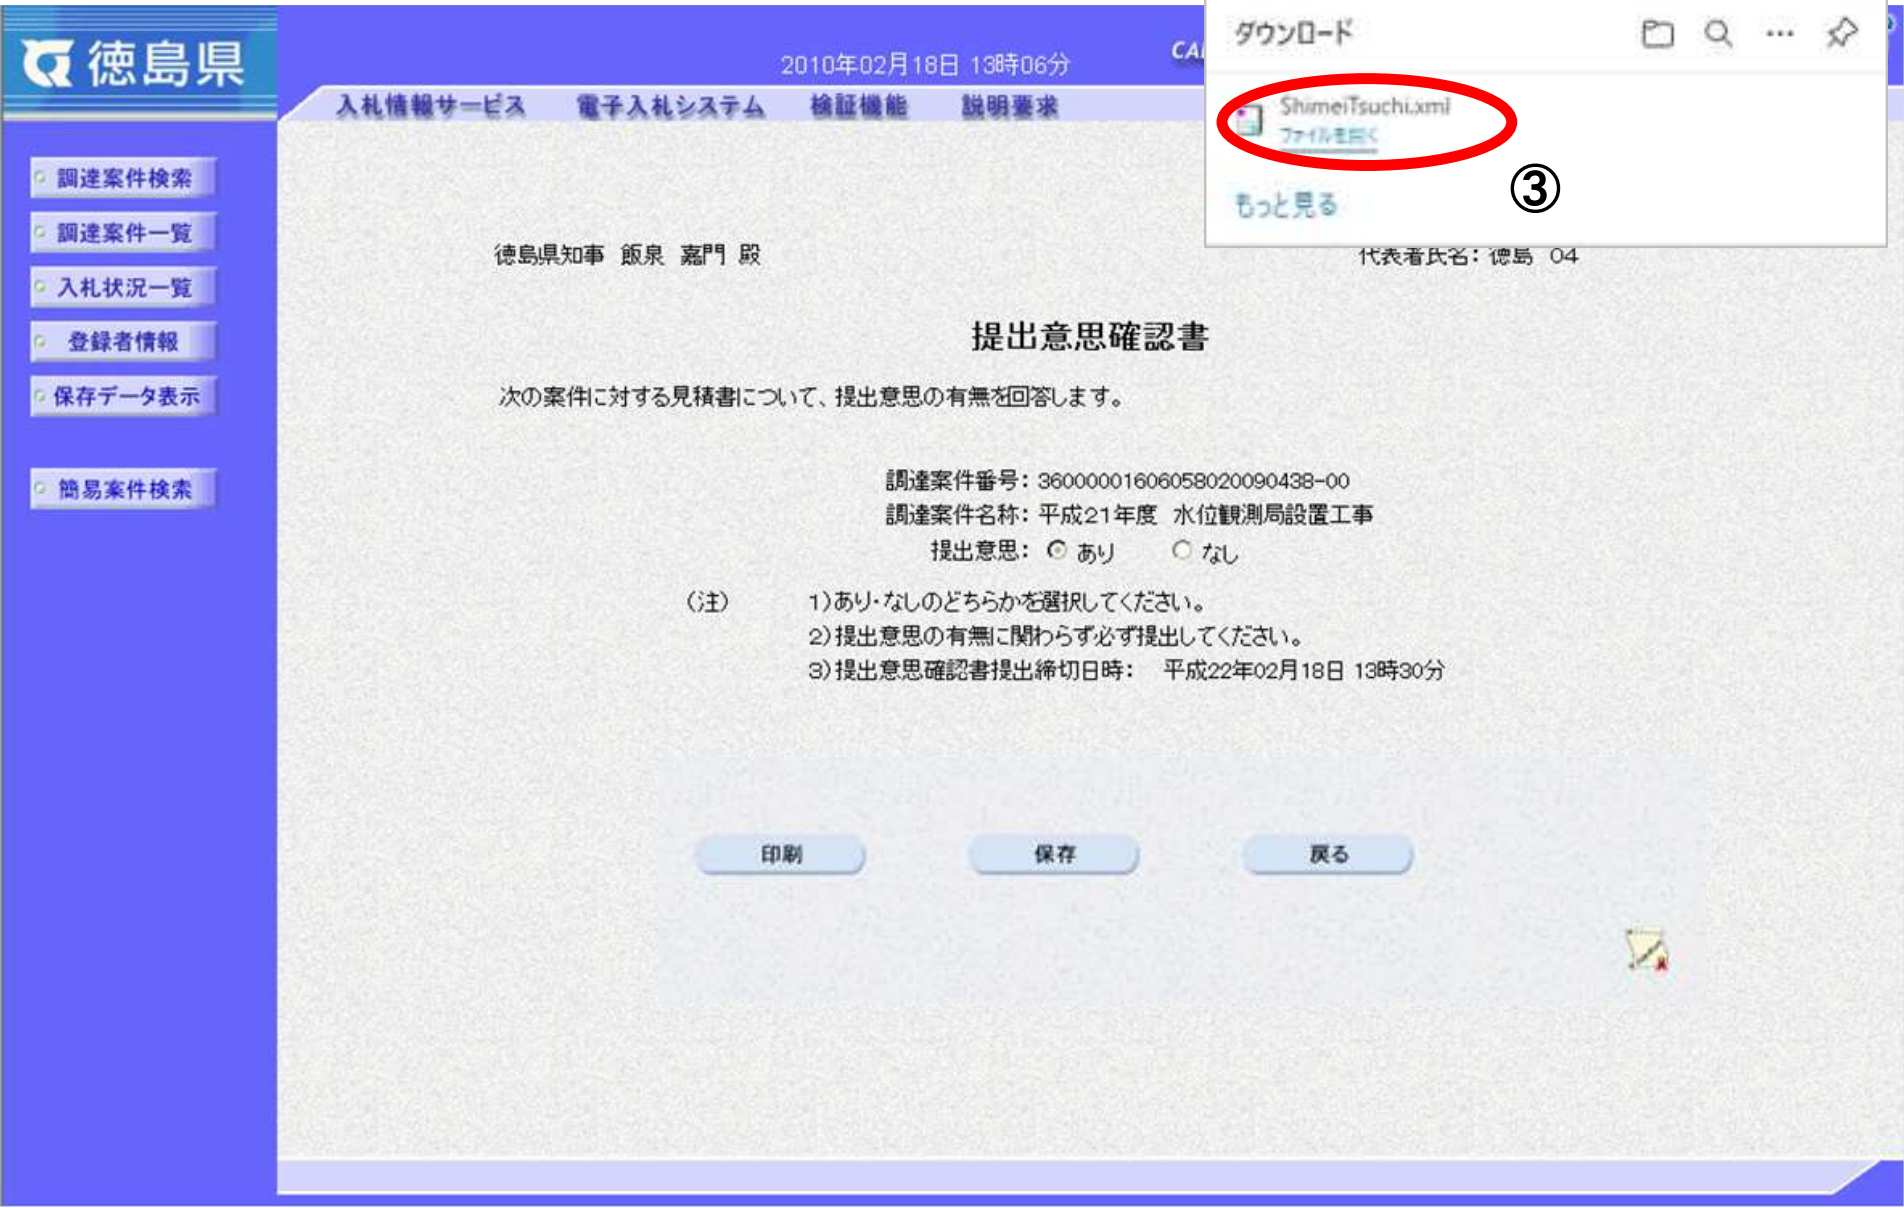 徳島県
2010年02月18日 13時06分
CAL
入札情報サービス 電子入札システム 検証機能 説明要求
ダウンロード
ShimeiTsuchi.xml
ファイルを開く
もっと見る
③
調達案件検索
調達案件一覧
入札状況一覧
登録者情報
保存データ表示
簡易案件検索
徳島県知事 飯泉 嘉門 殿
代表者氏名：徳島 04
提出意思確認書
次の案件に対する見積書について、提出意思の有無を回答します。
調達案件番号：36000001606058020090438-00
調達案件名称：平成21年度 水位観測局設置工事
提出意思： あり なし
（注） 1)あり・なしのどちらかを選択してください。
2)提出意思の有無に関わらず必ず提出してください。
3)提出意思確認書提出締切日時： 平成22年02月18日 13時30分
印刷 保存 戻る